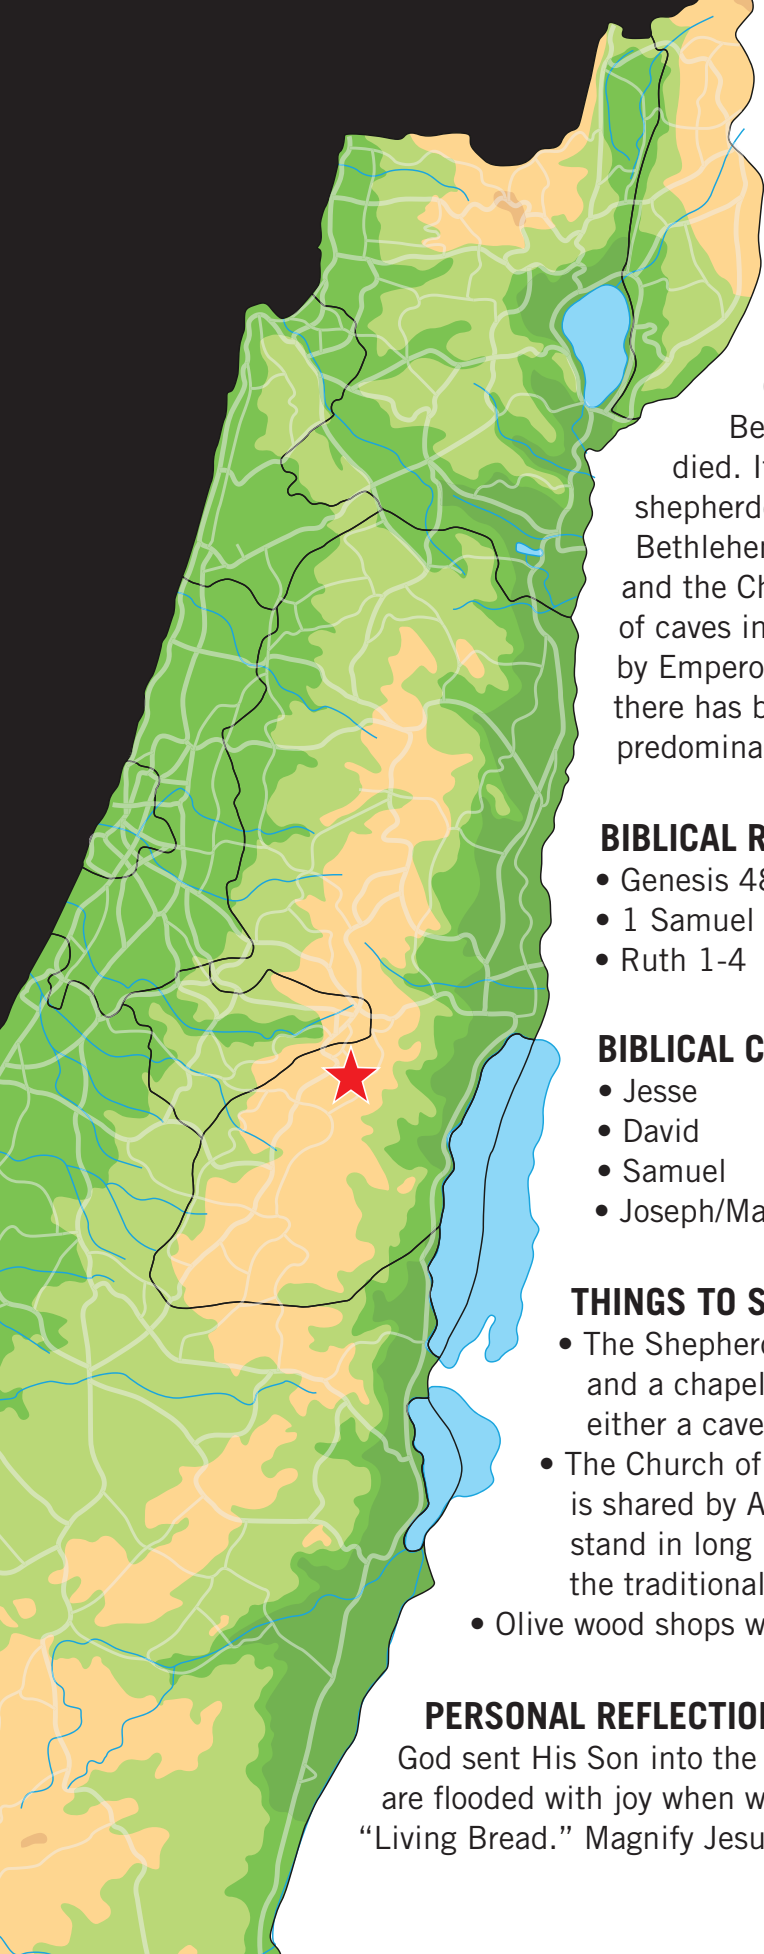 Be
died. I
shepherd
Bethlehe
and the Ch
of caves in
by Empero
there has b
predomina
BIBLICAL R
• Genesis 48
• 1 Samuel
• Ruth 1-4
BIBLICAL C
• Jesse
• David
• Samuel
• Joseph/Ma
THINGS TO S
• The Shepher
and a chapel
either a cave
• The Church of
is shared by A
stand in long
the traditional
• Olive wood shops w
PERSONAL REFLECTIO
God sent His Son into the
are flooded with joy when w
“Living Bread.” Magnify Jesu